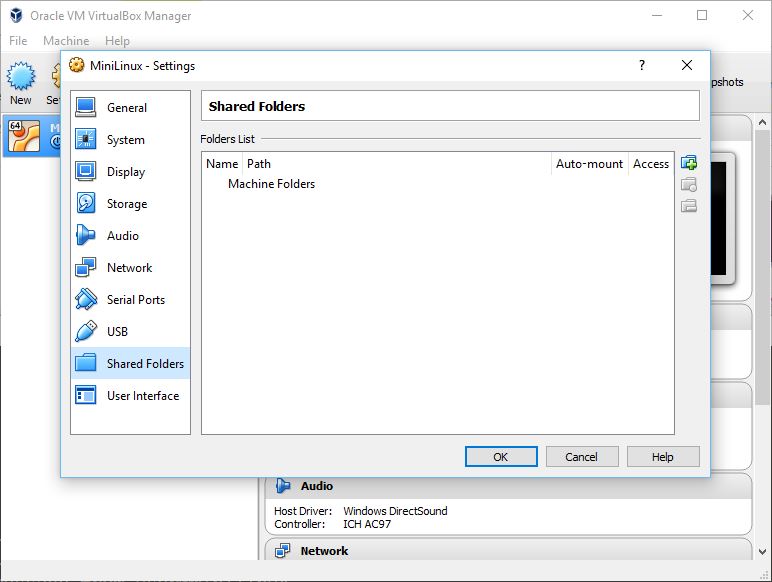 Oracle VM VirtualBox Manager
File Machine Help
MiniLinux - Settings
?
New
64
General
System
Display
Storage
Audio
Network
Serial Ports
USB
Shared Folders
User Interface
Shared Folders
Folders List
Name Path Auto-mount Access
Machine Folders
OK Cancel Help
Audio
Host Driver: Windows DirectSound
Controller: ICH AC97
Network